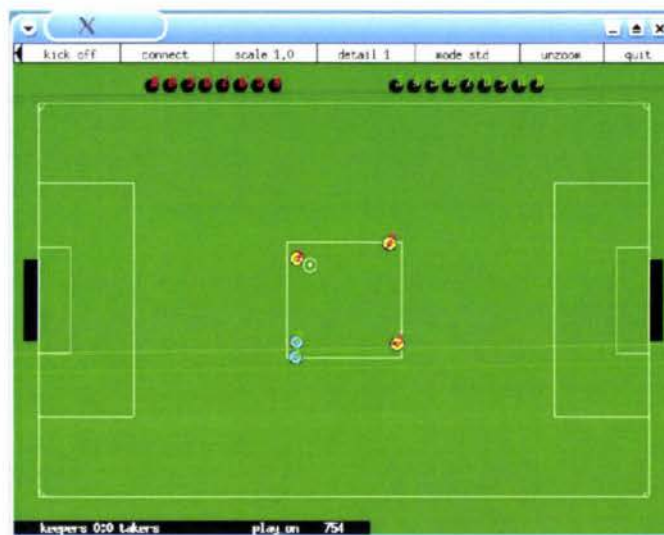 X
kick off connect scale 1,0 detail 1 mode std unzoom quit
keepers 0:0 takers play_on 754